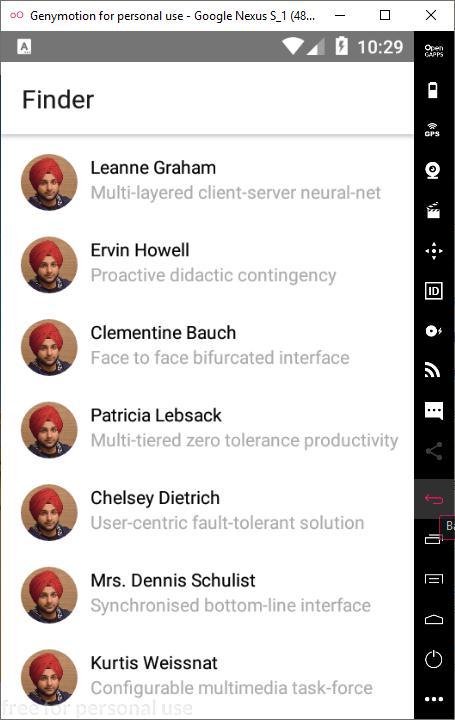 Genymotion for personal use - Google Nexus S_1 (48...
A
10:29
Open
GAPPS
Finder
GPS
Leanne Graham
Multi-layered client-server neural-net
Ervin Howell
Proactive didactic contingency
ID
Clementine Bauch
Face to face bifurcated interface
Patricia Lebsack
Multi-tiered zero tolerance productivity
Chelsey Dietrich
User-centric fault-tolerant solution
Ba
Mrs. Dennis Schulist
Synchronised bottom-line interface
Kurtis Weissnat
Configurable multimedia task-force
free for personal use